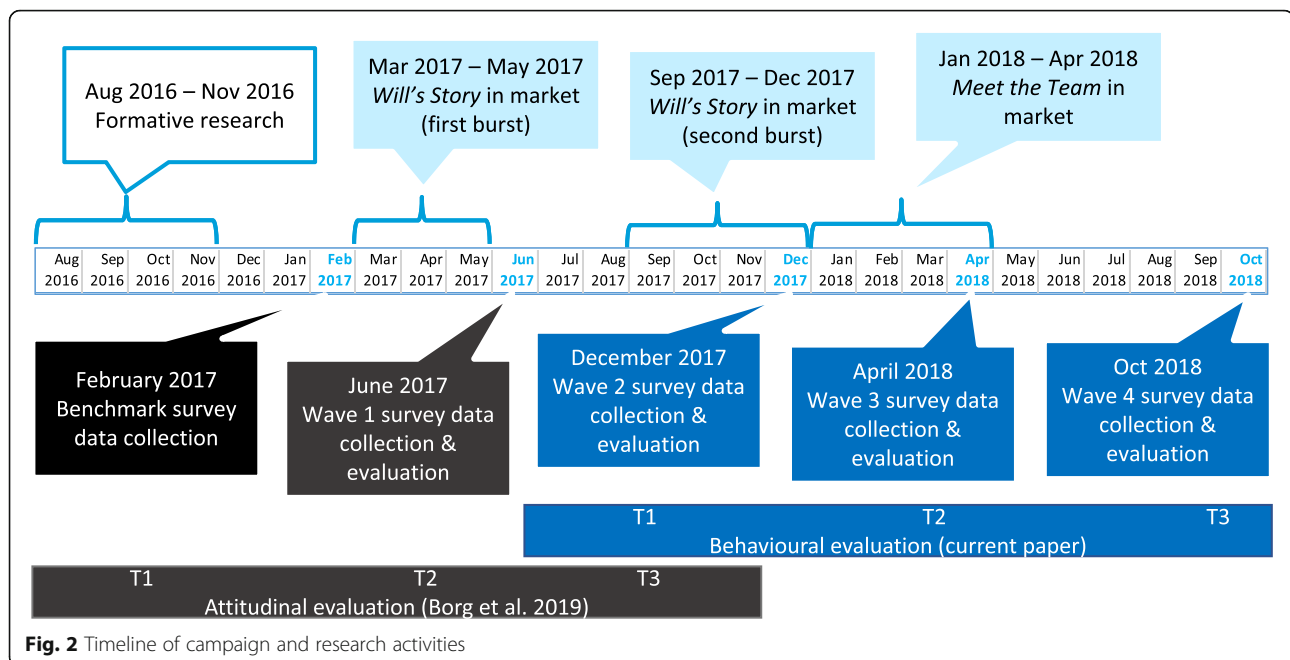 Aug 2016 – Nov 2016
Formative research
Mar 2017 – May 2017
Will's Story in market
(first burst)
Sep 2017 – Dec 2017
Will's Story in market
(second burst)
Jan 2018 – Apr 2018
Meet the Team in
market
Aug Sep Oct Nov Dec Jan Feb Mar Apr May Jun Jul Aug Sep Oct Nov Dec Jan Feb Mar Apr May Jun Jul Aug Sep Oct
2016 2016 2016 2016 2016 2017 2017 2017 2017 2017 2017 2017 2017 2017 2017 2017 2017 2018 2018 2018 2018 2018 2018 2018 2018 2018 2018
February 2017
Benchmark survey
data collection
June 2017
Wave 1 survey data
collection &
evaluation
December 2017
Wave 2 survey data
collection &
evaluation
April 2018
Wave 3 survey data
collection &
evaluation
Oct 2018
Wave 4 survey data
collection &
evaluation
T1 T2 T3
Behavioural evaluation (current paper)
T1 T2 T3
Attitudinal evaluation (Borg et al. 2019)
Fig. 2 Timeline of campaign and research activities